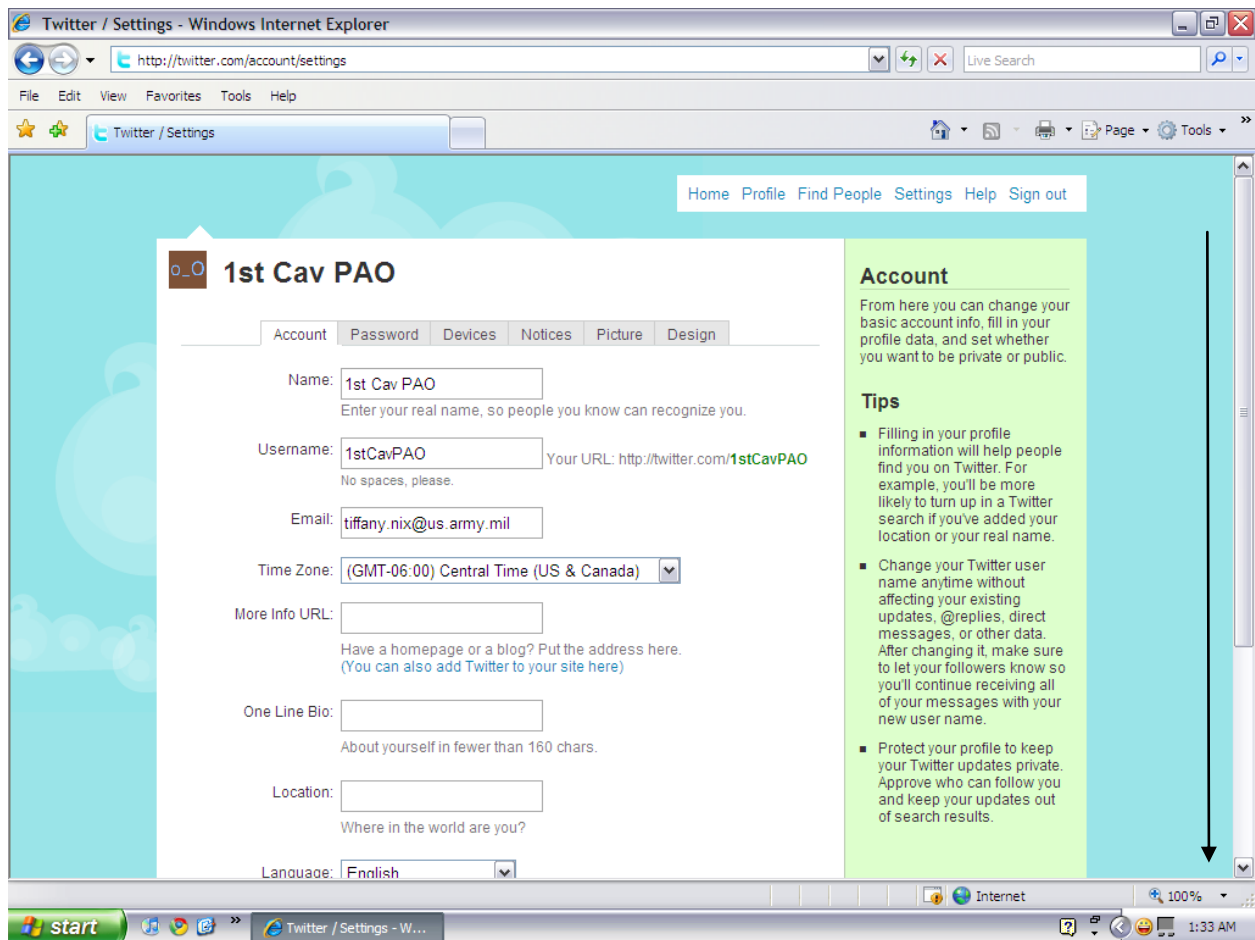 Twitter / Settings - Windows Internet Explorer
http://twitter.com/account/settings
Live Search
File Edit View Favorites Tools Help
Twitter / Settings
Page Tools
Home Profile Find People Settings Help Sign out
o_O 1st Cav PAO
Account Password Devices Notices Picture Design
Name: 1st Cav PAO
Enter your real name, so people you know can recognize you.
Username: 1stCavPAO Your URL: http://twitter.com/1stCavPAO
No spaces, please.
Email: tiffany.nix@us.army.mil
Time Zone: (GMT-06:00) Central Time (US & Canada)
More Info URL:
Have a homepage or a blog? Put the address here.
(You can also add Twitter to your site here)
One Line Bio:
About yourself in fewer than 160 chars.
Location:
Where in the world are you?
Language: English
Account
From here you can change your
basic account info, fill in your
profile data, and set whether
you want to be private or public.
Tips
Filling in your profile
information will help people
find you on Twitter. For
example, you'll be more
likely to turn up in a Twitter
search if you've added your
location or your real name.
Change your Twitter user
name anytime without
affecting your existing
updates, @replies, direct
messages, or other data.
After changing it, make sure
to let your followers know so
you'll continue receiving all
of your messages with your
new user name.
Protect your profile to keep
your Twitter updates private.
Approve who can follow you
and keep your updates out
of search results.
Internet 100%
start Twitter / Settings - W... 1:33 AM